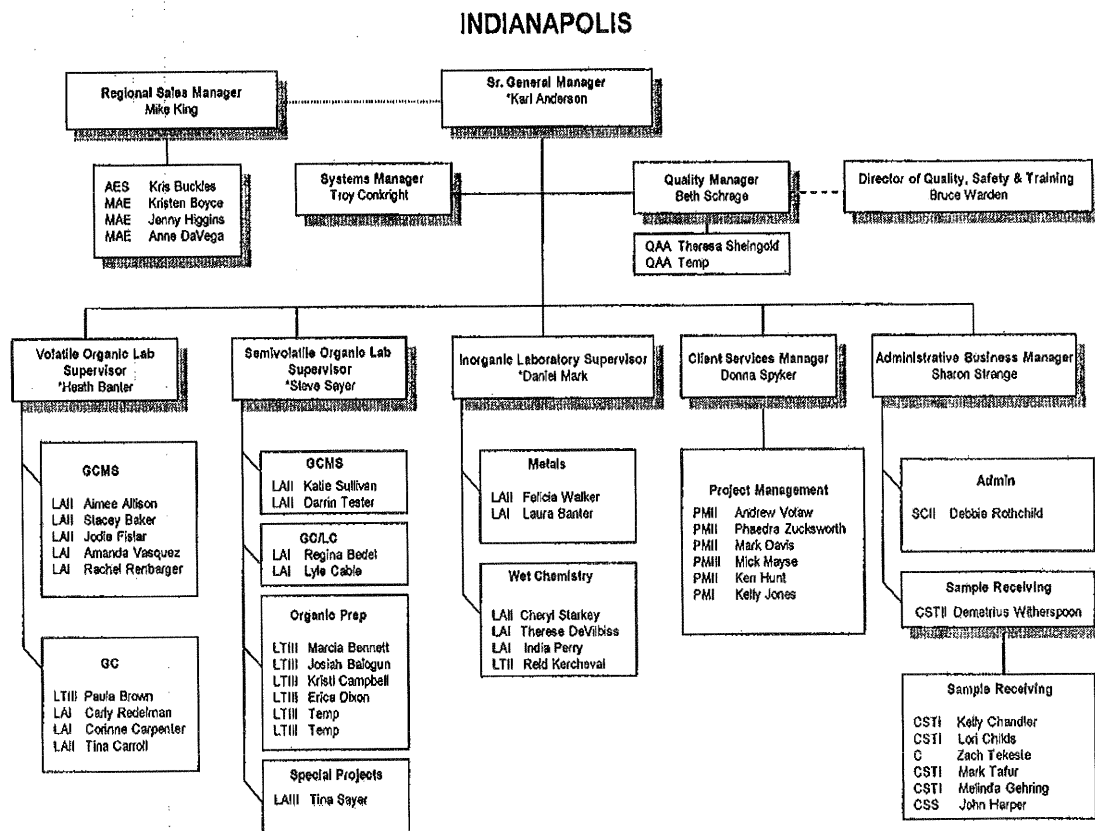 INDIANAPOLIS
Regional Sales Manager
Mike King
Sr. General Manager
*Karl Anderson
AES Kris Buckles
MAE Kristen Boyce
MAE Jenny Higgins
MAE Anne DaVega
Systems Manager
Troy Conkright
Quality Manager
Beth Schrage
Director of Quality, Safety & Training
Bruce Warden
QAA Theresa Sheingold
QAA Temp
Volatile Organic Lab
Supervisor
*Heath Banter
Semivolatile Organic Lab
Supervisor
*Steve Sayer
Inorganic Laboratory Supervisor
*Daniel Mark
Client Services Manager
Donna Spyker
Administrative Business Manager
Sharon Strange
GCMS
LAII Aimee Allison
LAII Stacey Baker
LAII Jodie Fislar
LAI Amanda Vasquez
LAI Rachel Renbarger
GC
LTIII Paula Brown
LAI Carly Redelman
LAI Corinne Carpenter
LAII Tina Carroll
GCMS
LAII Katie Sullivan
LAII Darrin Tester
GC/LC
LAI Regina Bedel
LAI Lyle Cable
Organic Prep
LTIII Marcia Bennett
LTIII Josiah Balogun
LTIII Kristi Campbell
LTIII Erica Dixon
LTIII Temp
LTIII Temp
Special Projects
LAIII Tina Sayer
Metals
LAII Felicia Walker
LAI Laura Banter
Wet Chemistry
LAII Cheryl Starkey
LAI Therese DeVilbiss
LAI India Perry
LTII Reid Kercheval
Project Management
PMII Andrew Votaw
PMII Phaedra Zucksworth
PMII Mark Davis
PMIII Mick Mayse
PMII Ken Hunt
PMI Kelly Jones
Admin
SCII Debbie Rothchild
Sample Receiving
CSTII Demetrius Witherspoon
Sample Receiving
CSTI Kelly Chandler
CSTI Lori Childs
C Zach Tekeste
CSTI Mark Tafur
CSTI Melinda Gehring
CSS John Harper